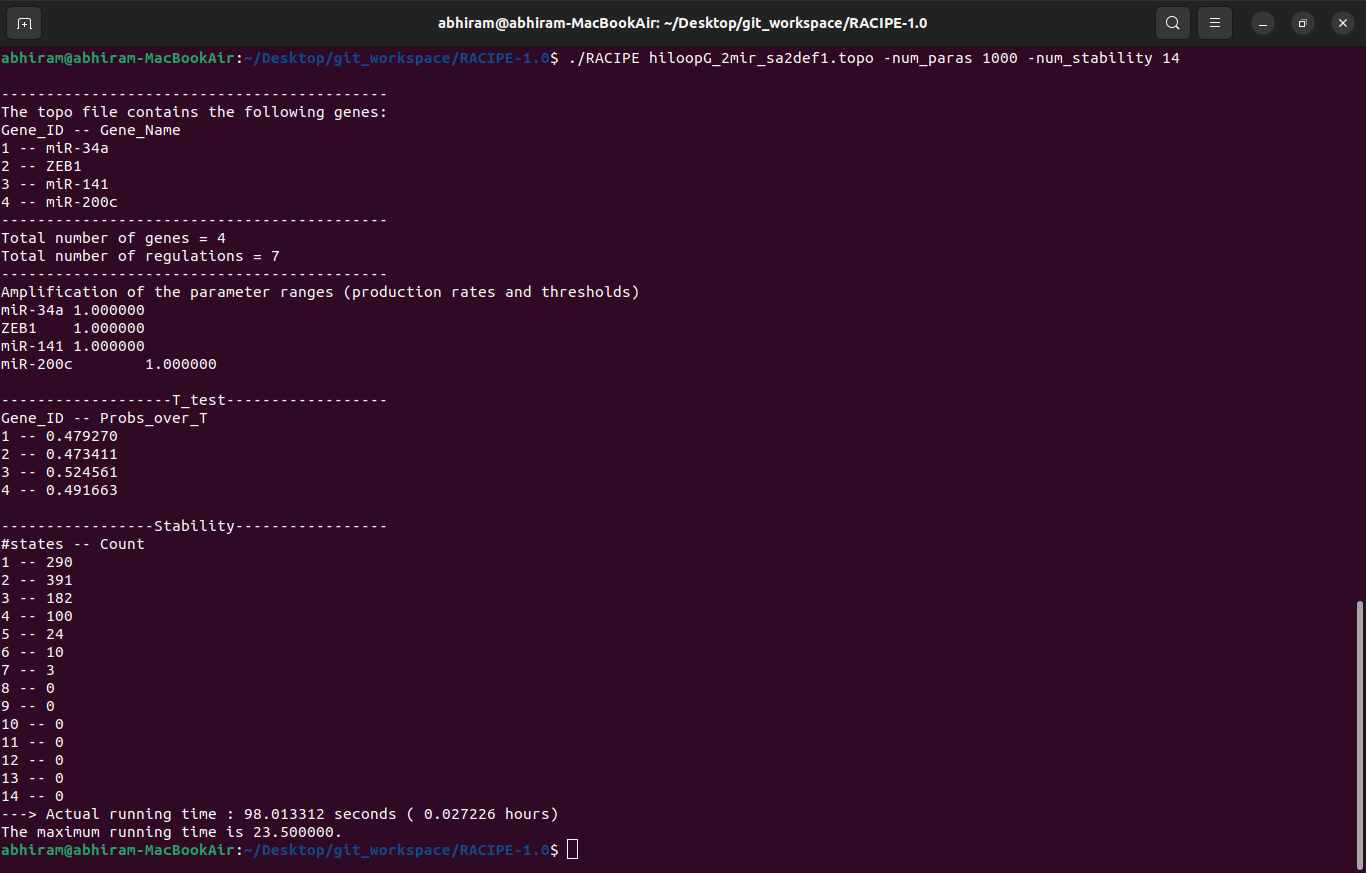 abhiram@abhiram-MacBookAir: ~/Desktop/git_workspace/RACIPE-1.0
abhiram@abhiram-MacBookAir:~/Desktop/git_workspace/RACIPE-1.0$ ./RACIPE hiloopG_2mir_sa2def1.topo -num_paras 1000 -num_stability 14
-------------------------------------------
The topo file contains the following genes:
Gene_ID -- Gene_Name
1 -- miR-34a
2 -- ZEB1
3 -- miR-141
4 -- miR-200c
-------------------------------------------
Total number of genes = 4
Total number of regulations = 7
-------------------------------------------
Amplification of the parameter ranges (production rates and thresholds)
miR-34a 1.000000
ZEB1    1.000000
miR-141 1.000000
miR-200c        1.000000
-------------------T_test------------------
Gene_ID -- Probs_over_T
1 -- 0.479270
2 -- 0.473411
3 -- 0.524561
4 -- 0.491663
-----------------Stability-----------------
#states -- Count
1 -- 290
2 -- 391
3 -- 182
4 -- 100
5 -- 24
6 -- 10
7 -- 3
8 -- 0
9 -- 0
10 -- 0
11 -- 0
12 -- 0
13 -- 0
14 -- 0
---> Actual running time : 98.013312 seconds ( 0.027226 hours)
The maximum running time is 23.500000.
abhiram@abhiram-MacBookAir:~/Desktop/git_workspace/RACIPE-1.0$